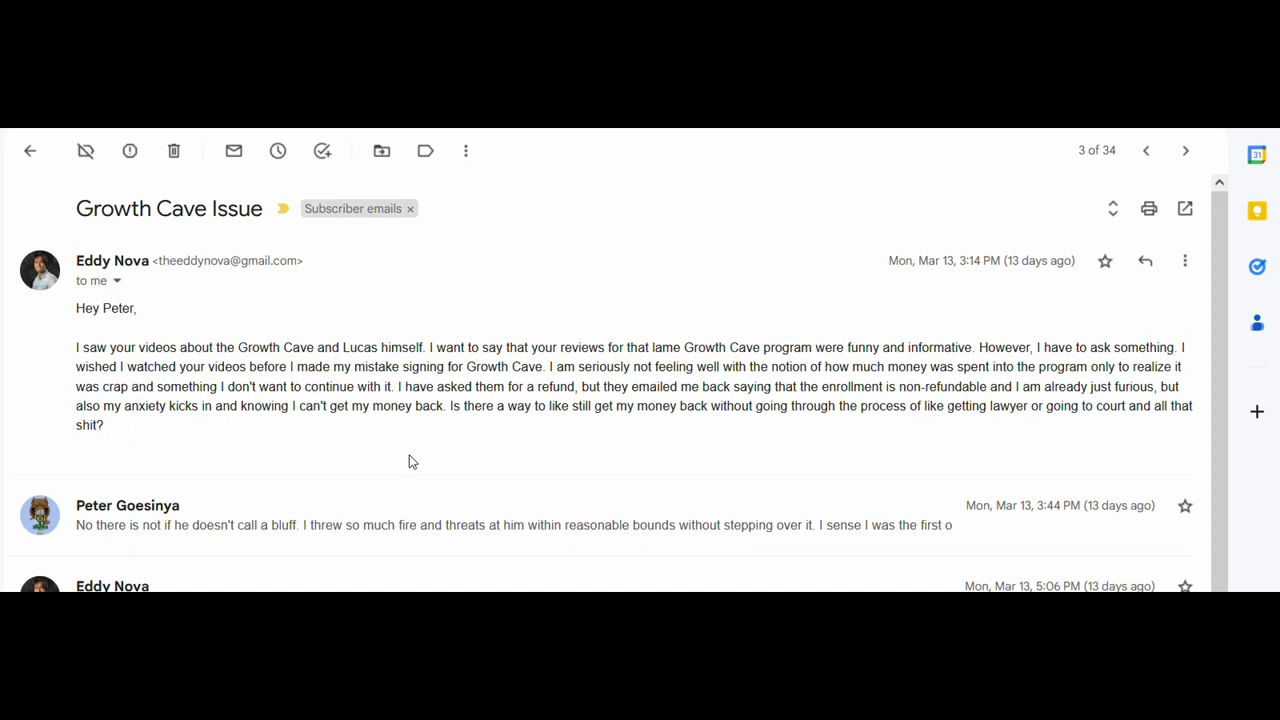 3 of 34
31
Growth Cave Issue Subscriber emails ×
Eddy Nova <theeddynova@gmail.com> Mon, Mar 13, 3:14 PM (13 days ago)
to me
Hey Peter,
I saw your videos about the Growth Cave and Lucas himself. I want to say that your reviews for that lame Growth Cave program were funny and informative. However, I have to ask something. I
wished I watched your videos before I made my mistake signing for Growth Cave. I am seriously not feeling well with the notion of how much money was spent into the program only to realize it
was crap and something I don't want to continue with it. I have asked them for a refund, but they emailed me back saying that the enrollment is non-refundable and I am already just furious, but
also my anxiety kicks in and knowing I can't get my money back. Is there a way to like still get my money back without going through the process of like getting lawyer or going to court and all that
shit?
Peter Goesinya Mon, Mar 13, 3:44 PM (13 days ago)
No there is not if he doesn't call a bluff. I threw so much fire and threats at him within reasonable bounds without stepping over it. I sense I was the first o
Eddy Nova Mon, Mar 13, 5:06 PM (13 days ago)